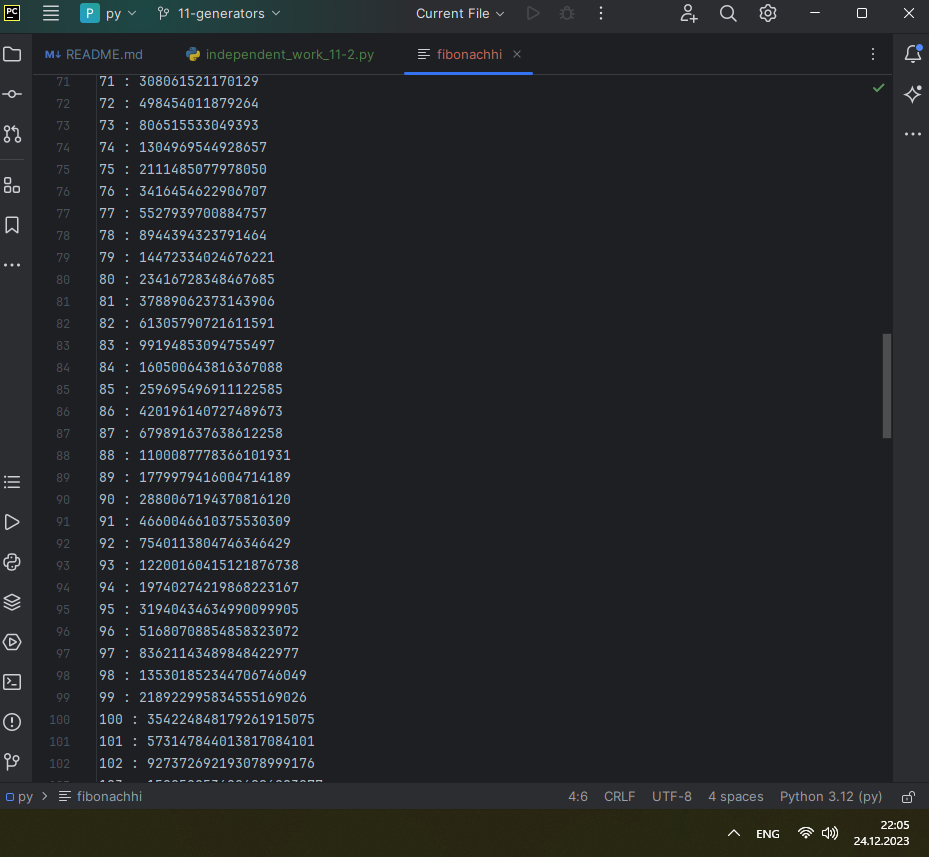 PC P py 11-generators Current File
M↓ README.md independent_work_11-2.py fibonachhi
71 71 : 308061521170129
72 72 : 498454011879264
73 73 : 806515533049393
74 74 : 1304969544928657
75 75 : 2111485077978050
76 76 : 3416454622906707
77 77 : 5527939700884757
78 78 : 8944394323791464
79 79 : 14472334024676221
80 80 : 23416728348467685
81 81 : 37889062373143906
82 82 : 61305790721611591
83 83 : 99194853094755497
84 84 : 160500643816367088
85 85 : 259695496911122585
86 86 : 420196140727489673
87 87 : 679891637638612258
88 88 : 1100087778366101931
89 89 : 1779979416004714189
90 90 : 2880067194370816120
91 91 : 4660046610375530309
92 92 : 7540113804746346429
93 93 : 12200160415121876738
94 94 : 19740274219868223167
95 95 : 31940434634990099905
96 96 : 51680708854858323072
97 97 : 83621143489848422977
98 98 : 135301852344706746049
99 99 : 218922995834555169026
100 100 : 354224848179261915075
101 101 : 573147844013817084101
102 102 : 927372692193078999176
py > fibonachhi 4:6 CRLF UTF-8 4 spaces Python 3.12 (py)
ENG 22:05
24.12.2023